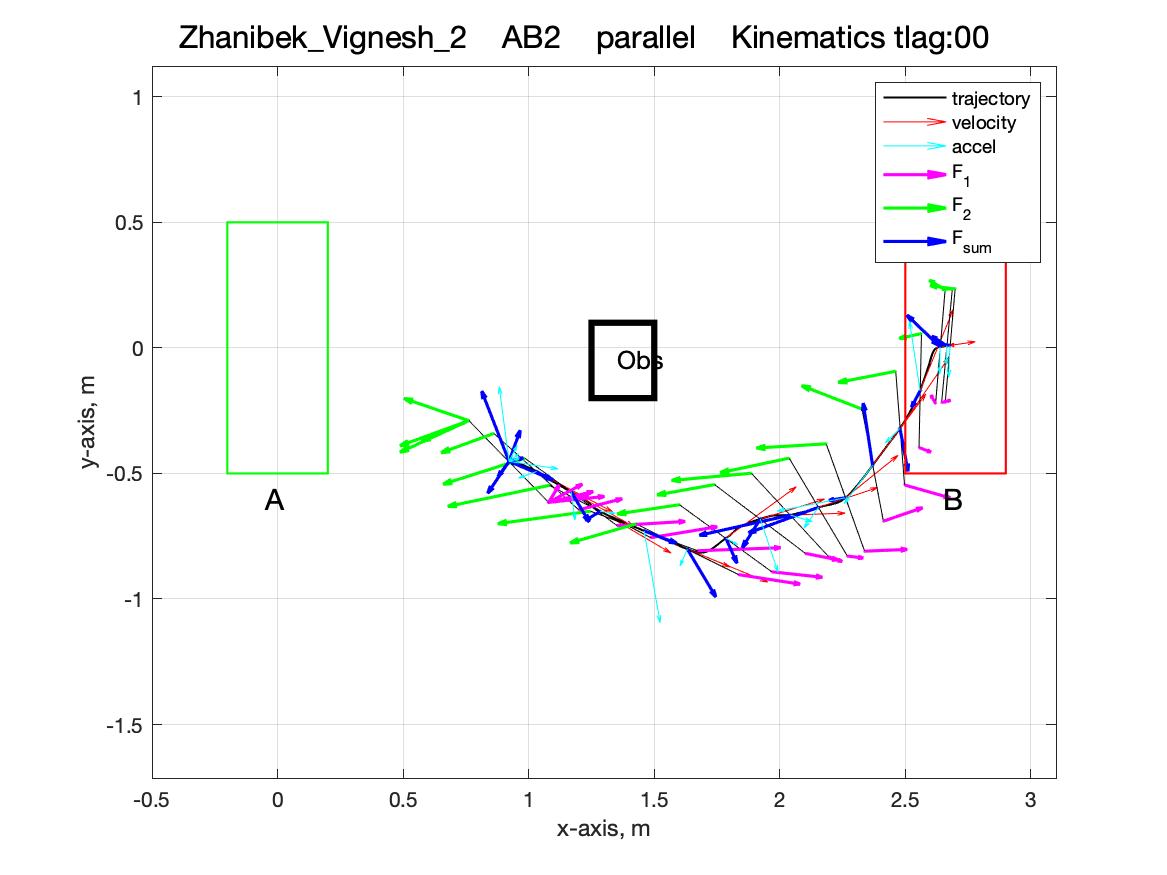 Zhanibek_Vignesh_2 AB2 parallel Kinematics tlag:00
trajectory
velocity
accel
F1
F2
Fsum
1
0.5
0
-0.5
-1
-1.5
y-axis, m
Obs
A
B
-0.5 0 0.5 1 1.5 2 2.5 3
x-axis, m